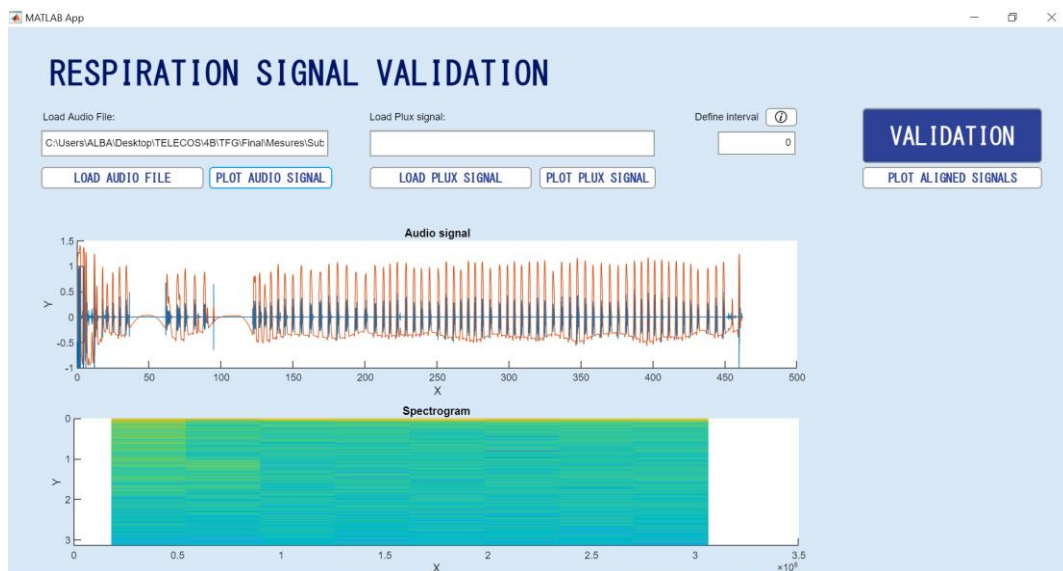 MATLAB App
RESPIRATION SIGNAL VALIDATION
Load Audio File:
Load Plux signal:
Define interval
C:\Users\ALBA\Desktop\TELECOS\4B\TFG\Final\Mesures\Sub
0
VALIDATION
LOAD AUDIO FILE
PLOT AUDIO SIGNAL
LOAD PLUX SIGNAL
PLOT PLUX SIGNAL
PLOT ALIGNED SIGNALS
Audio signal
1.5
1
0.5
0
-0.5
-1
Y
0 50 100 150 200 250 300 350 400 450 500
X
Spectrogram
0
1
2
3
Y
0 0.5 1 1.5 2 2.5 3 3.5
X
×10⁶